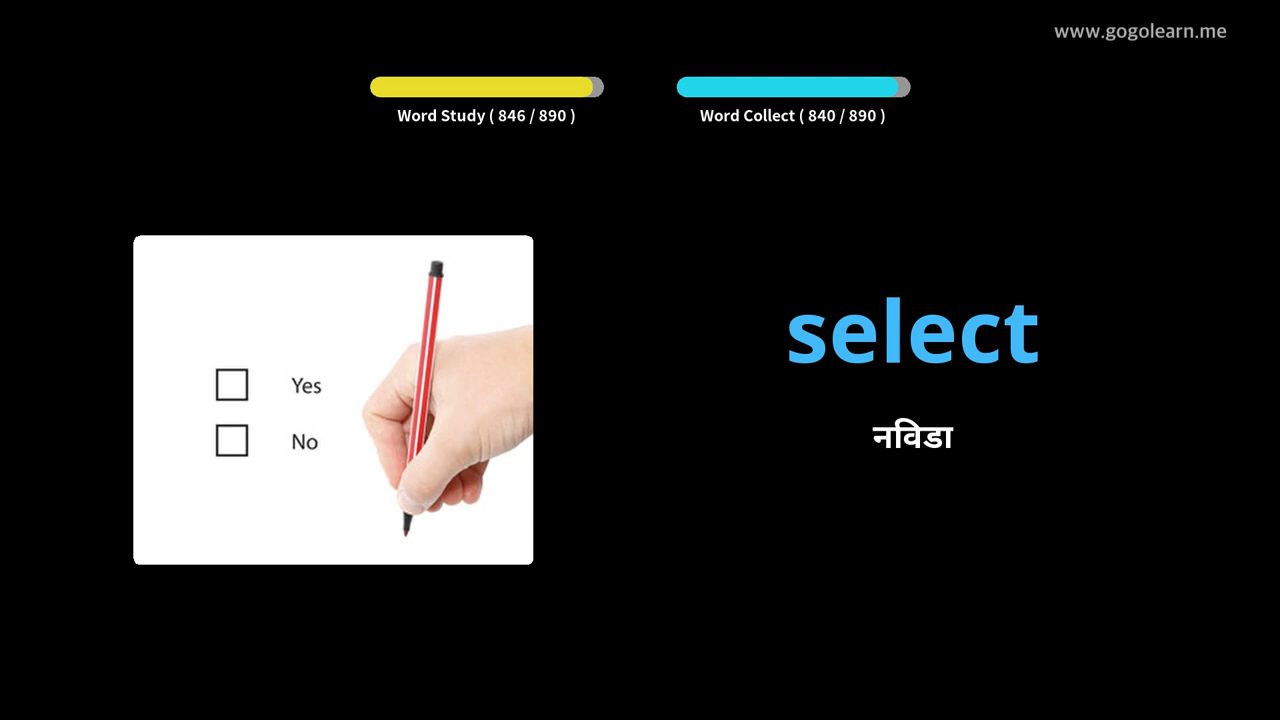 www.gogolearn.me
Word Study ( 846 / 890 )
Word Collect ( 840 / 890 )
Yes
No
select
नविडा